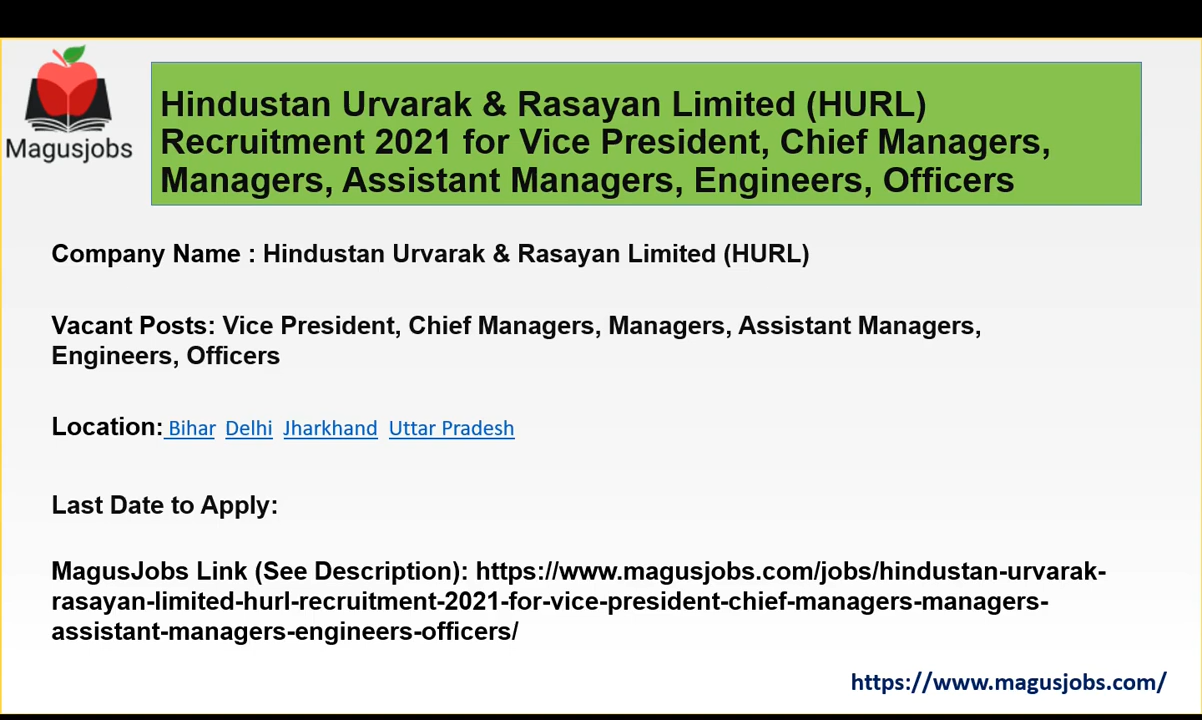 Magusjobs
Hindustan Urvarak & Rasayan Limited (HURL)
Recruitment 2021 for Vice President, Chief Managers,
Managers, Assistant Managers, Engineers, Officers
Company Name : Hindustan Urvarak & Rasayan Limited (HURL)
Vacant Posts: Vice President, Chief Managers, Managers, Assistant Managers,
Engineers, Officers
Location: Bihar Delhi Jharkhand Uttar Pradesh
Last Date to Apply:
MagusJobs Link (See Description): https://www.magusjobs.com/jobs/hindustan-urvarak-
rasayan-limited-hurl-recruitment-2021-for-vice-president-chief-managers-managers-
assistant-managers-engineers-officers/
https://www.magusjobs.com/